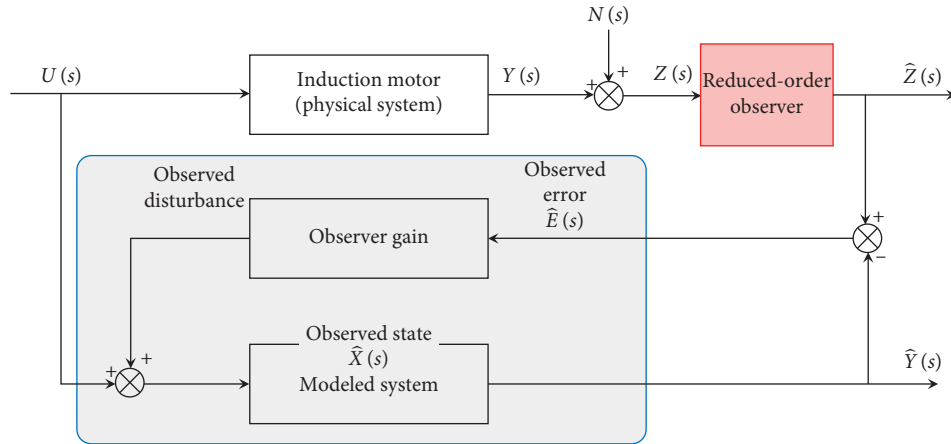 N (s)
U (s)
Induction motor
(physical system)
Y (s)
+
+
Z (s)
Reduced-order
observer
Ẑ (s)
Observed
disturbance
Observed
error
Ê (s)
Observer gain
+
−
+
+
Observed state
X̂ (s)
Modeled system
Ŷ (s)